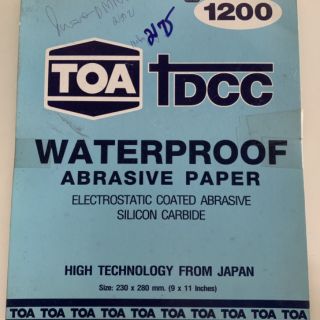 1200
TOA TDCC
WATERPROOF
ABRASIVE PAPER
ELECTROSTATIC COATED ABRASIVE
SILICON CARBIDE
HIGH TECHNOLOGY FROM JAPAN
Size: 230 x 280 mm. (9 x 11 Inches)
TOA TOA TOA TOA TOA TOA TOA TOA TOA